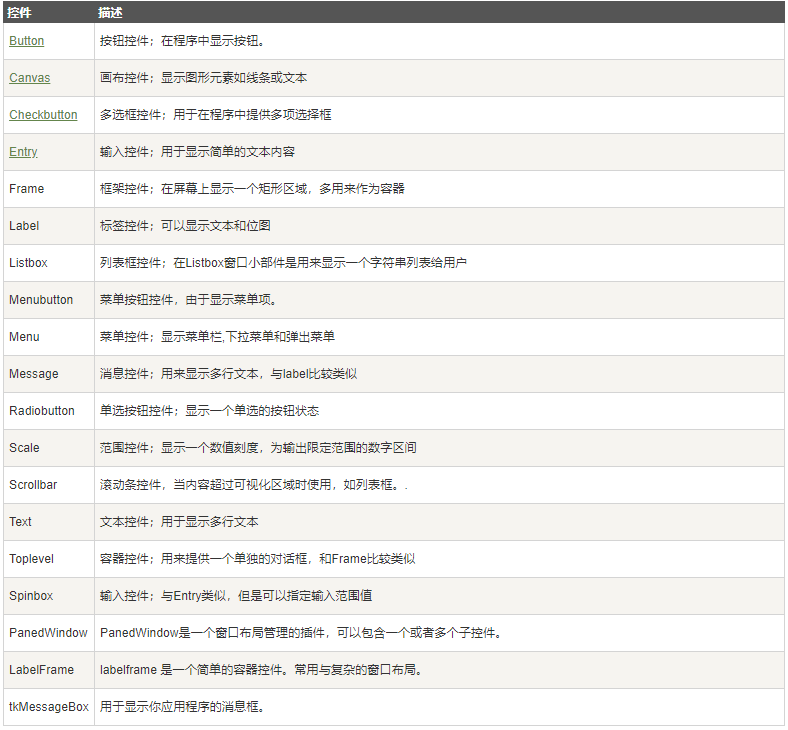 控件 描述
Button 按钮控件；在程序中显示按钮。
Canvas 画布控件；显示图形元素如线条或文本
Checkbutton 多选框控件；用于在程序中提供多项选择框
Entry 输入控件；用于显示简单的文本内容
Frame 框架控件；在屏幕上显示一个矩形区域，多用来作为容器
Label 标签控件；可以显示文本和位图
Listbox 列表框控件；在Listbox窗口小部件是用来显示一个字符串列表给用户
Menubutton 菜单按钮控件，由于显示菜单项。
Menu 菜单控件；显示菜单栏,下拉菜单和弹出菜单
Message 消息控件；用来显示多行文本，与label比较类似
Radiobutton 单选按钮控件；显示一个单选的按钮状态
Scale 范围控件；显示一个数值刻度，为输出限定范围的数字区间
Scrollbar 滚动条控件，当内容超过可视化区域时使用，如列表框。.
Text 文本控件；用于显示多行文本
Toplevel 容器控件；用来提供一个单独的对话框，和Frame比较类似
Spinbox 输入控件；与Entry类似，但是可以指定输入范围值
PanedWindow PanedWindow是一个窗口布局管理的插件，可以包含一个或者多个子控件。
LabelFrame labelframe 是一个简单的容器控件。常用与复杂的窗口布局。
tkMessageBox 用于显示你应用程序的消息框。